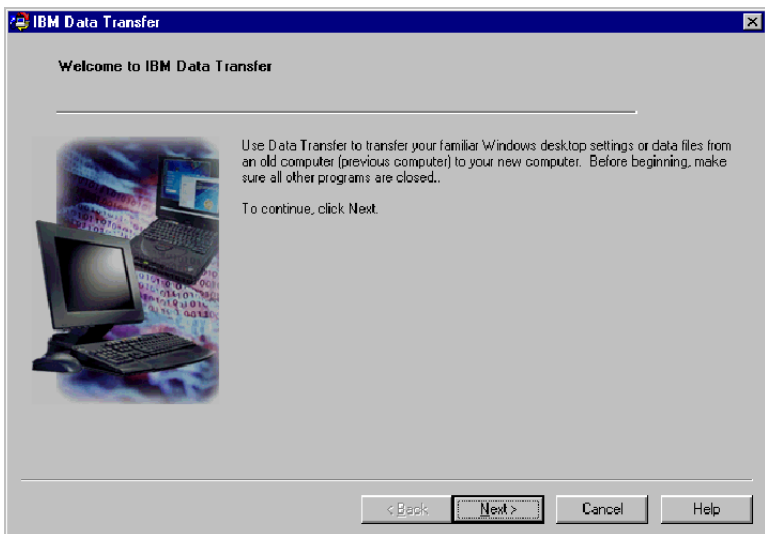 IBM Data Transfer
Welcome to IBM Data Transfer
Use Data Transfer to transfer your familiar Windows desktop settings or data files from
an old computer (previous computer) to your new computer. Before beginning, make
sure all other programs are closed..
To continue, click Next.
< Back
Next >
Cancel
Help